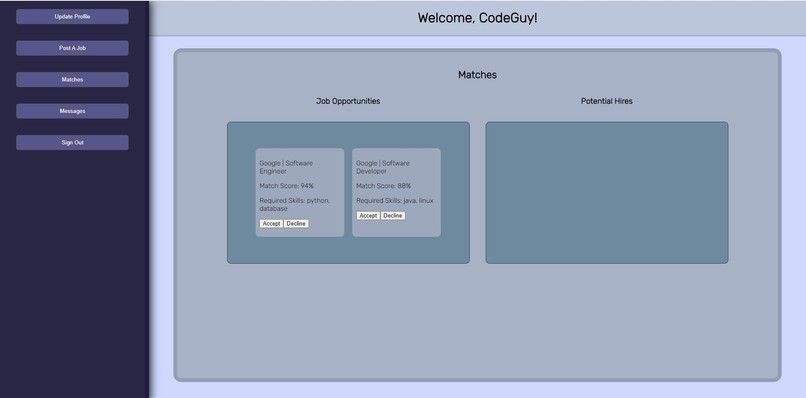 Update Profile
Post A Job
Matches
Messages
Sign Out
Welcome, CodeGuy!
Matches
Job Opportunities
Potential Hires
Google | Software
Engineer
Match Score: 94%
Required Skills: python,
database
Accept Decline
Google | Software
Developer
Match Score: 88%
Required Skills: java, linux
Accept Decline